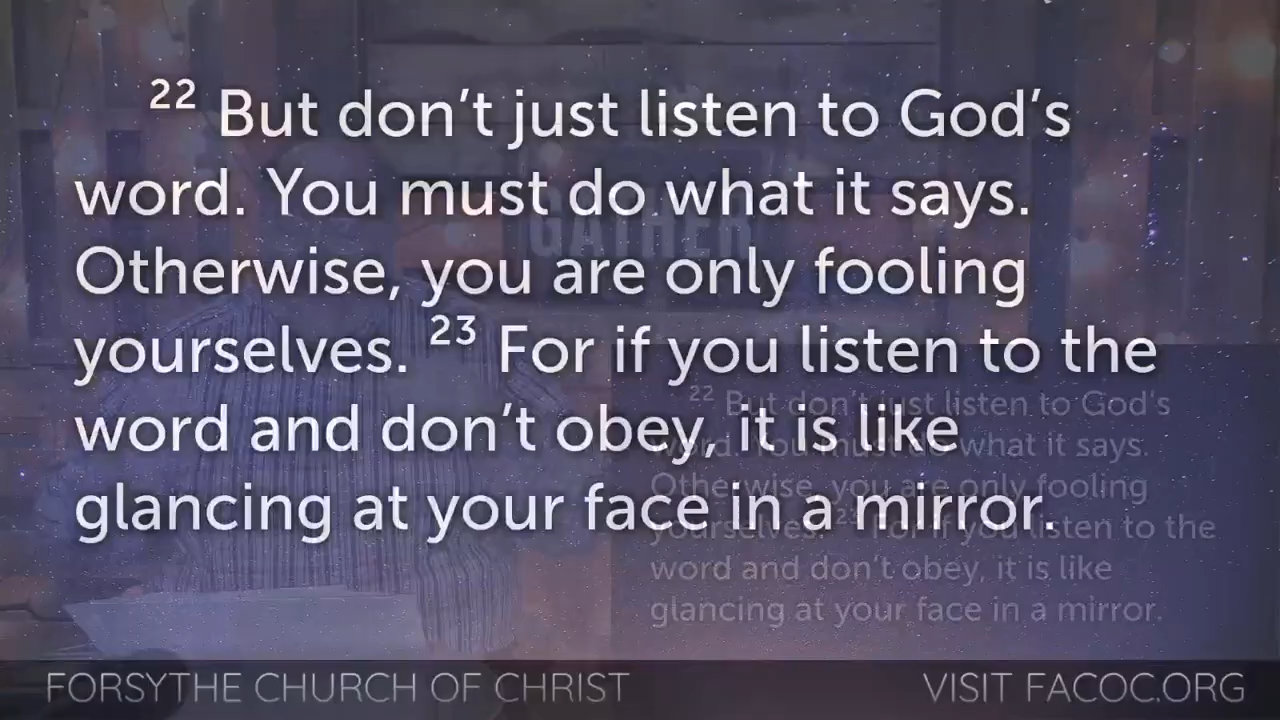 22 But don’t just listen to God’s
word. You must do what it says.
Otherwise, you are only fooling
yourselves. 23 For if you listen to the
word and don’t obey, it is like
glancing at your face in a mirror.
GATHER
22 But don’t just listen to God’s
word. You must do what it says.
Otherwise, you are only fooling
yourselves. 23 For if you listen to the
word and don’t obey, it is like
glancing at your face in a mirror.
FORSYTHE CHURCH OF CHRIST
VISIT FACOC.ORG